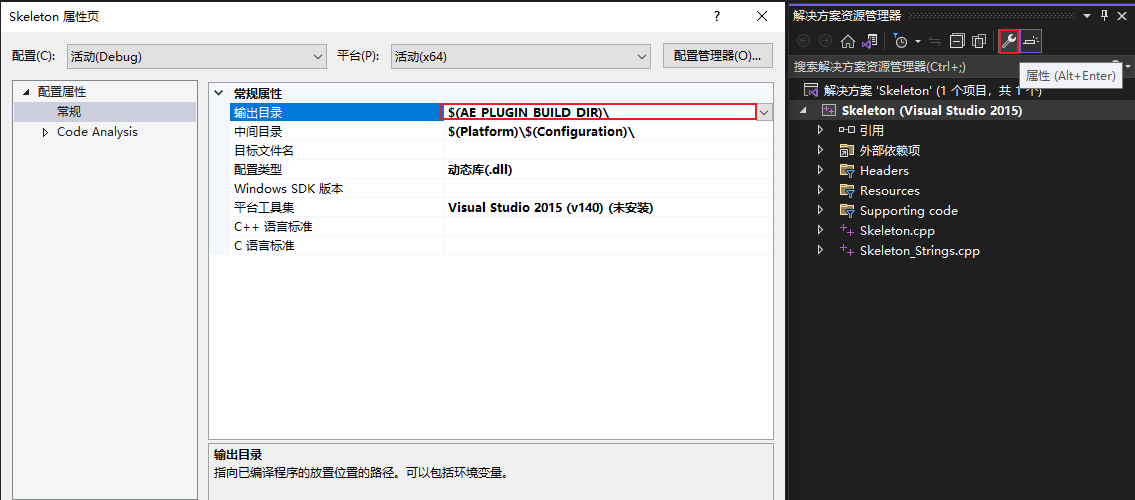 Skeleton 属性页
?
配置(C): 活动(Debug) 平台(P): 活动(x64) 配置管理器(O)...
配置属性
常规
Code Analysis
常规属性
输出目录 $(AE_PLUGIN_BUILD_DIR)\
中间目录 $(Platform)\$(Configuration)\
目标文件名
配置类型 动态库(.dll)
Windows SDK 版本
平台工具集 Visual Studio 2015 (v140) (未安装)
C++ 语言标准
C 语言标准
输出目录
指向已编译程序的放置位置的路径。可以包括环境变量。
解决方案资源管理器
搜索解决方案资源管理器(Ctrl+;)
属性 (Alt+Enter)
解决方案 'Skeleton' (1 个项目，共 1 个)
Skeleton (Visual Studio 2015)
引用
外部依赖项
Headers
Resources
Supporting code
Skeleton.cpp
Skeleton_Strings.cpp